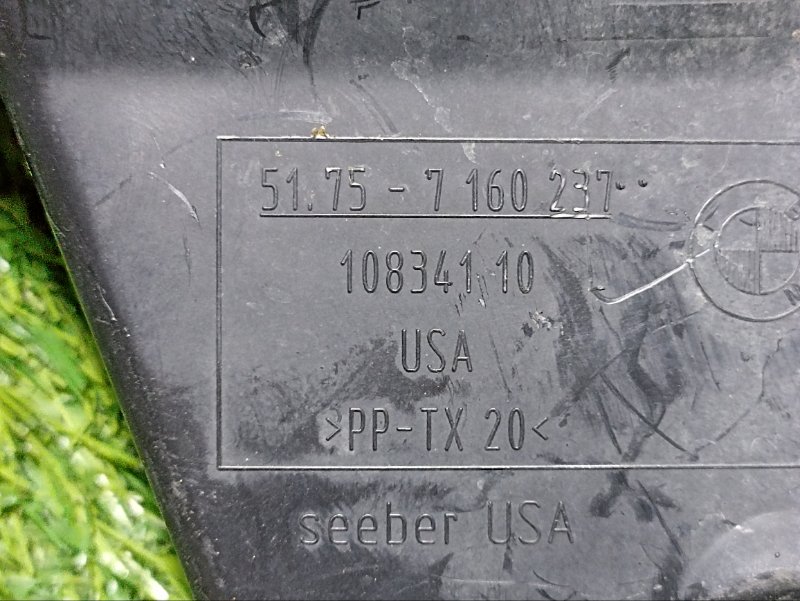 51.75 - 7 160 237··
108341 10
USA
>PP-TX 20<
seeber USA